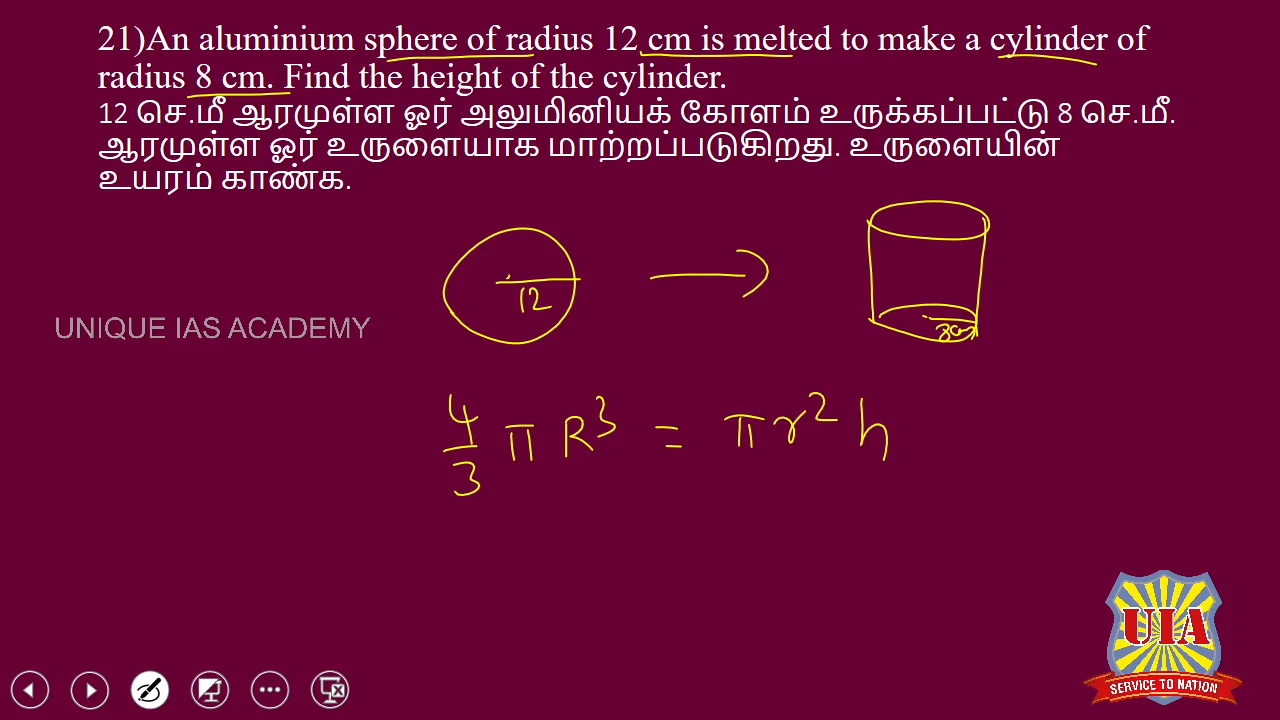 21)An aluminium sphere of radius 12 cm is melted to make a cylinder of
radius 8 cm. Find the height of the cylinder.
12 செ.மீ ஆரமுள்ள ஓர் அலுமினியக் கோளம் உருக்கப்பட்டு 8 செ.மீ.
ஆரமுள்ள ஓர் உருளையாக மாற்றப்படுகிறது. உருளையின்
உயரம் காண்க.
12
8cm
UNIQUE IAS ACADEMY
4/3 π R³ = π r² h
UIA
SERVICE TO NATION